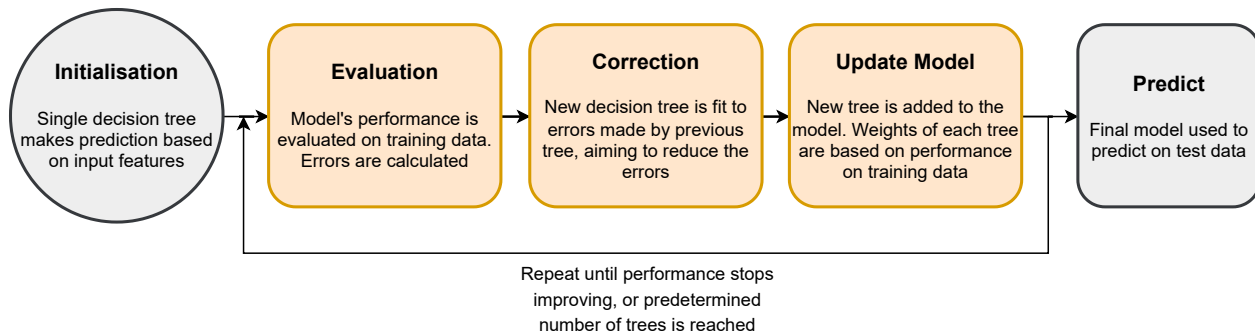 Initialisation
Single decision tree
makes prediction based
on input features
Evaluation
Model's performance is
evaluated on training data.
Errors are calculated
Correction
New decision tree is fit to
errors made by previous
tree, aiming to reduce the
errors
Update Model
New tree is added to the
model. Weights of each tree
are based on performance
on training data
Predict
Final model used to
predict on test data
Repeat until performance stops
improving, or predetermined
number of trees is reached